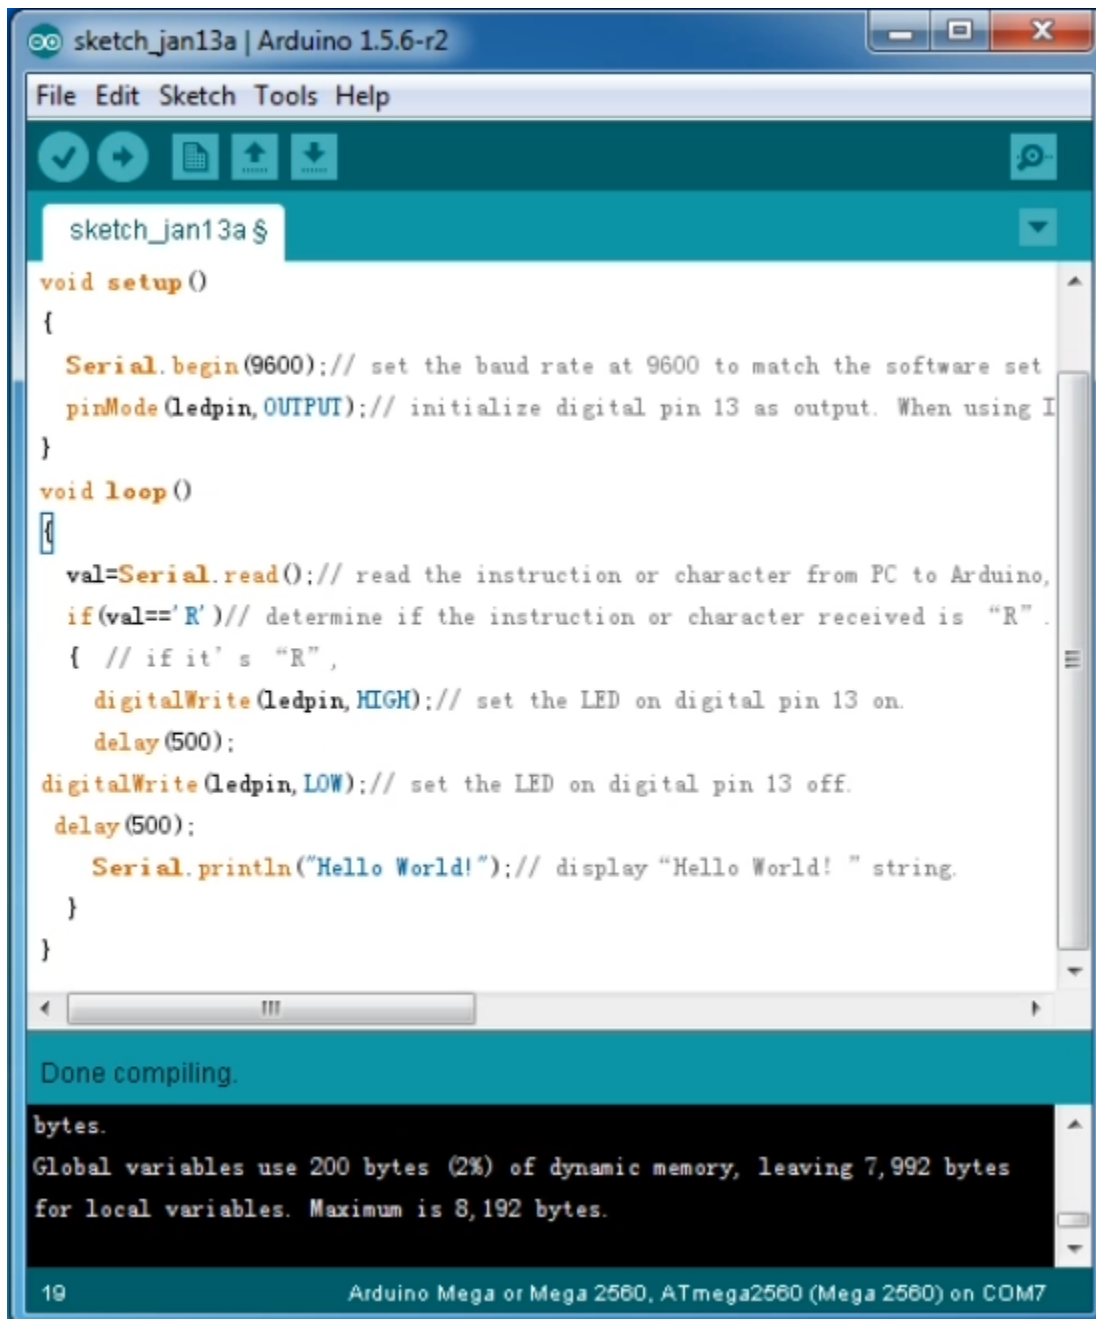 sketch_jan13a | Arduino 1.5.6-r2
File Edit Sketch Tools Help
sketch_jan13a §
void setup()
{
Serial.begin(9600);// set the baud rate at 9600 to match the software set
pinMode(ledpin,OUTPUT);// initialize digital pin 13 as output. When using I
}
void loop()
{
val=Serial.read();// read the instruction or character from PC to Arduino,
if(val=='R')// determine if the instruction or character received is “R”.
{ // if it’s “R”,
digitalWrite(ledpin,HIGH);// set the LED on digital pin 13 on.
delay(500);
digitalWrite(ledpin,LOW);// set the LED on digital pin 13 off.
delay(500);
Serial.println("Hello World!");// display “Hello World! ” string.
}
}
Done compiling.
bytes.
Global variables use 200 bytes (2%) of dynamic memory, leaving 7,992 bytes
for local variables. Maximum is 8,192 bytes.
19 Arduino Mega or Mega 2560, ATmega2560 (Mega 2560) on COM7